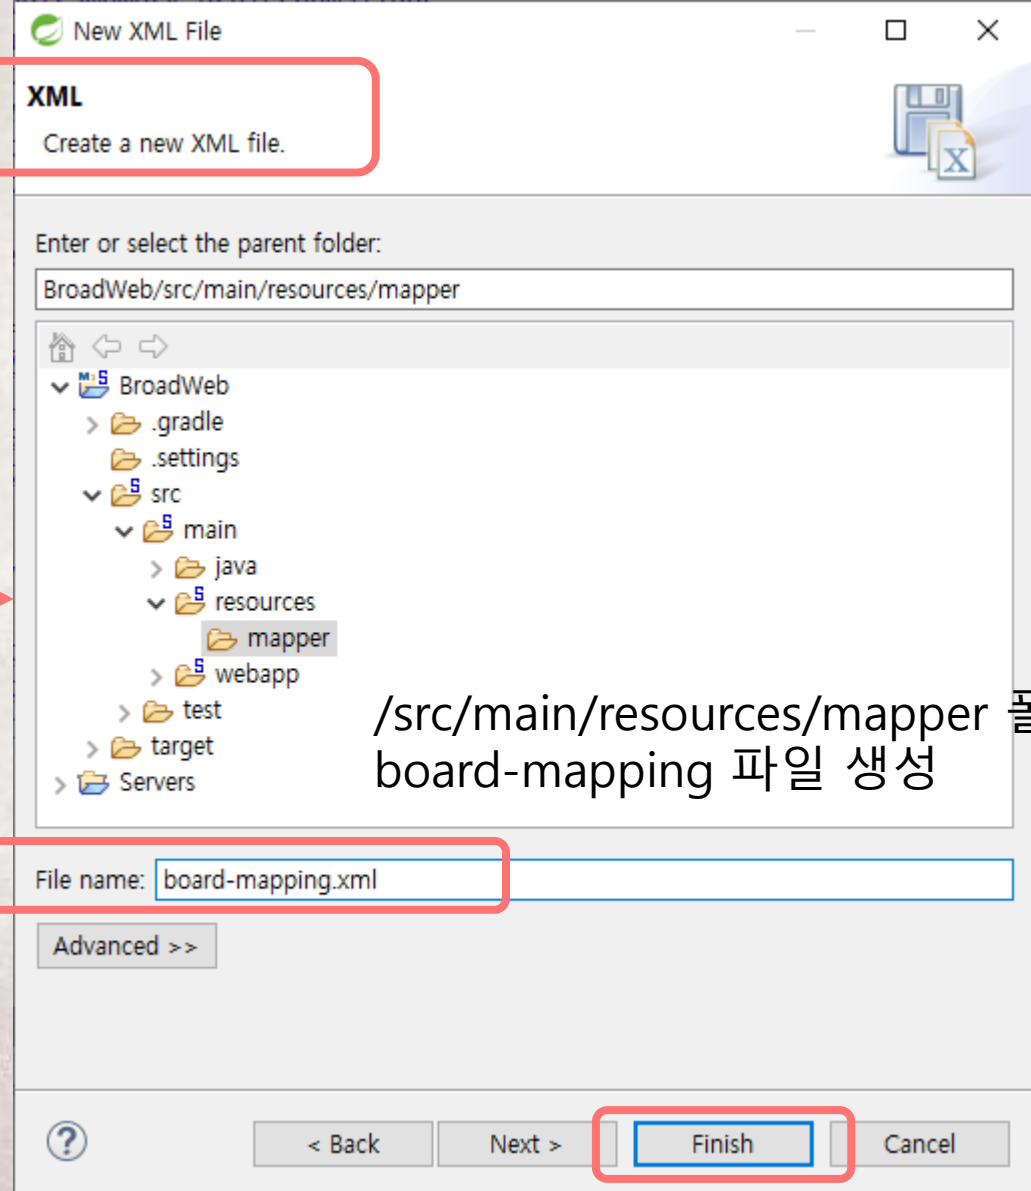 New XML File
XML
Create a new XML file.
Enter or select the parent folder:
BroadWeb/src/main/resources/mapper
BroadWeb
.gradle
.settings
src
main
java
resources
mapper
webapp
test
target
Servers
/src/main/resources/mapper
board-mapping 파일 생성
File name: board-mapping.xml
Advanced >>
< Back Next > Finish Cancel